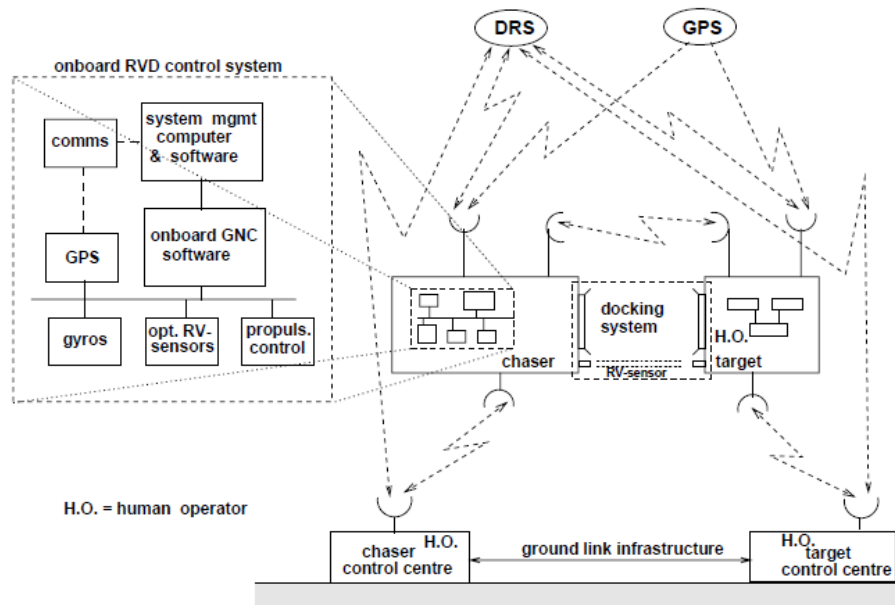 DRS
GPS
onboard RVD control system
comms
system mgmt
computer
& software
GPS
onboard GNC
software
gyros
opt. RV-
sensors
propuls.
control
docking
system
H.O.
chaser
RV-sensor
target
H.O. = human operator
H.O.
chaser
control centre
ground link infrastructure
H.O.
target
control centre